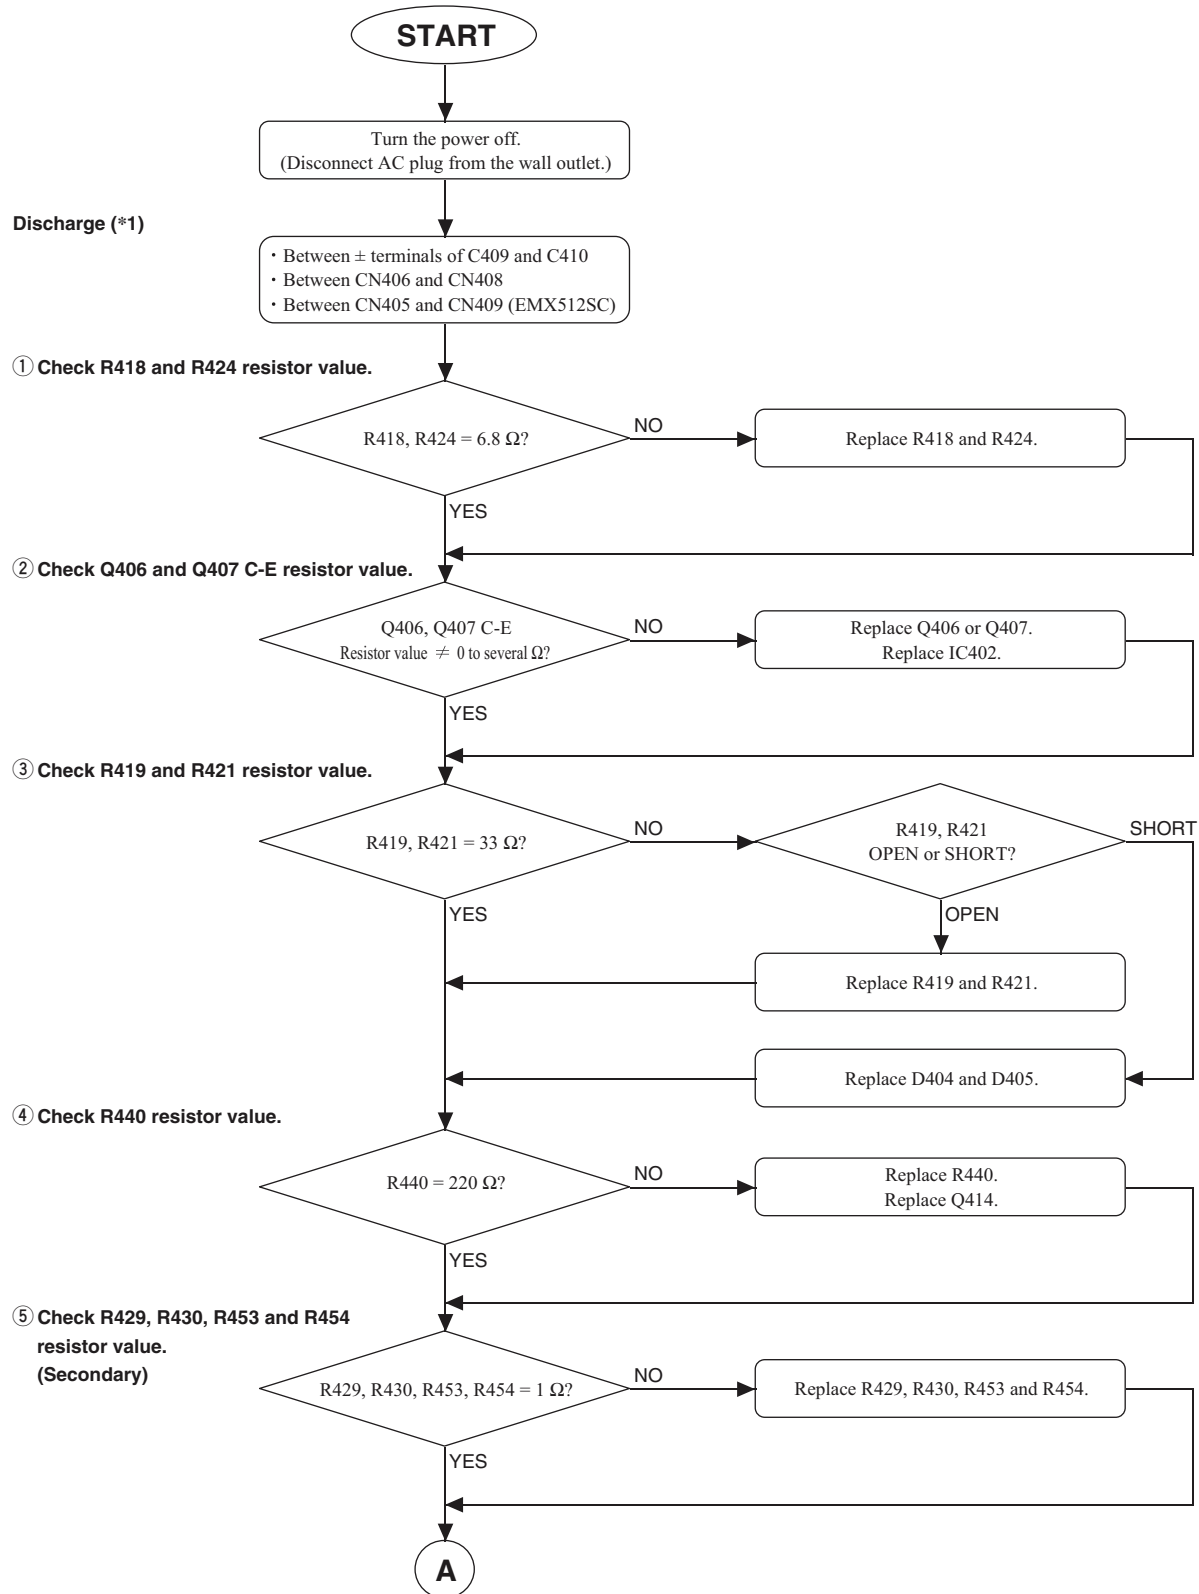 START
Turn the power off.
(Disconnect AC plug from the wall outlet.)
Discharge (*1)
・Between ± terminals of C409 and C410
・Between CN406 and CN408
・Between CN405 and CN409 (EMX512SC)
① Check R418 and R424 resistor value.
R418, R424 = 6.8 Ω?
NO
Replace R418 and R424.
YES
② Check Q406 and Q407 C-E resistor value.
Q406, Q407 C-E
Resistor value ≠ 0 to several Ω?
NO
Replace Q406 or Q407.
Replace IC402.
YES
③ Check R419 and R421 resistor value.
R419, R421 = 33 Ω?
NO
R419, R421
OPEN or SHORT?
SHORT
YES
OPEN
Replace R419 and R421.
Replace D404 and D405.
④ Check R440 resistor value.
R440 = 220 Ω?
NO
Replace R440.
Replace Q414.
YES
⑤ Check R429, R430, R453 and R454
resistor value.
(Secondary)
R429, R430, R453, R454 = 1 Ω?
NO
Replace R429, R430, R453 and R454.
YES
A